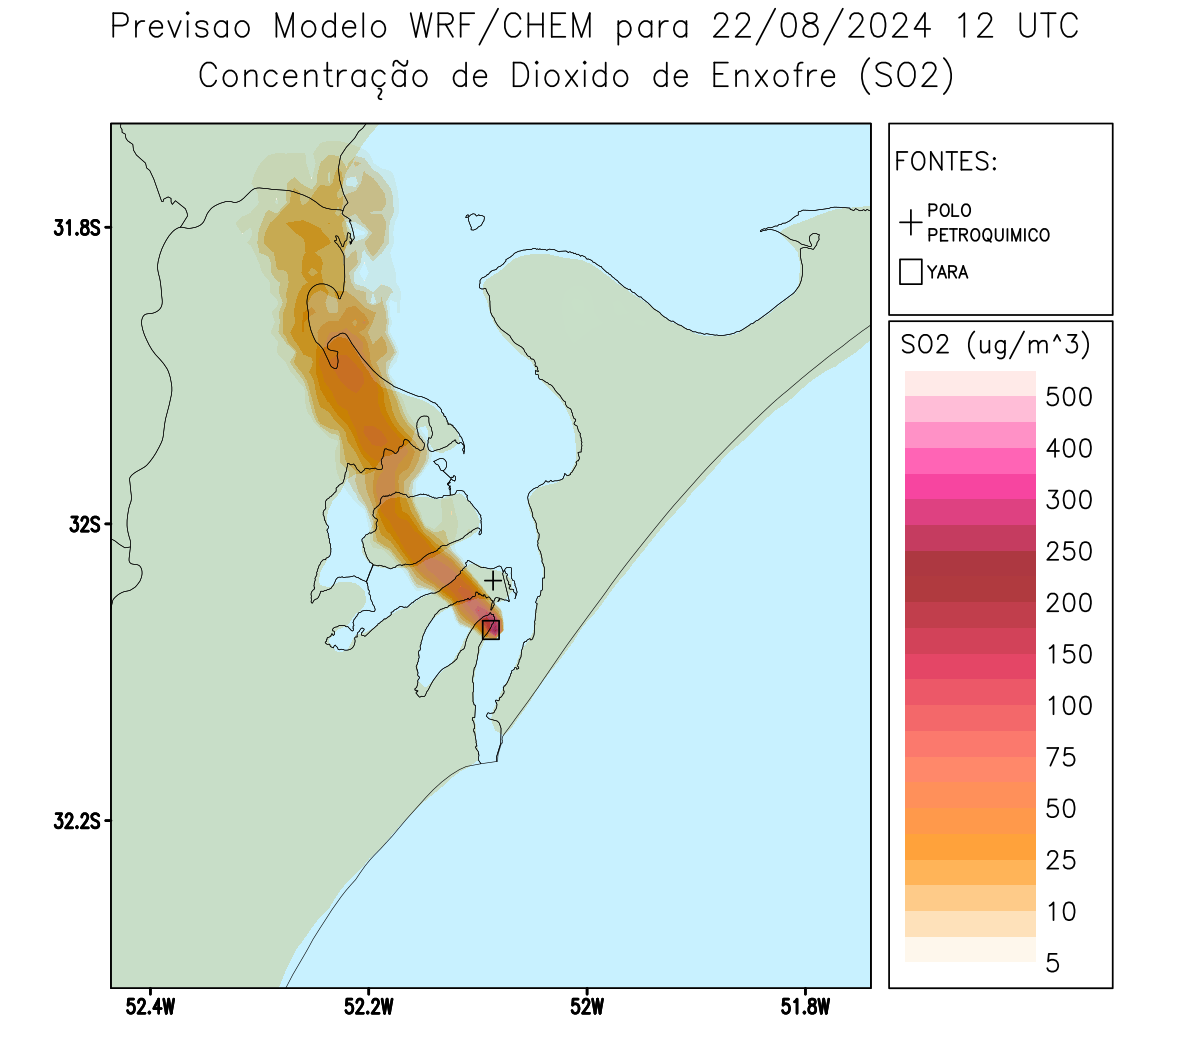 Previsao Modelo WRF/CHEM para 22/08/2024 12 UTC
Concentração de Dioxido de Enxofre (SO2)
FONTES:
POLO
PETROQUIMICO
YARA
SO2 (ug/m^3)
500
400
300
250
200
150
100
75
50
25
10
5
31.8S
32S
32.2S
52.4W
52.2W
52W
51.8W